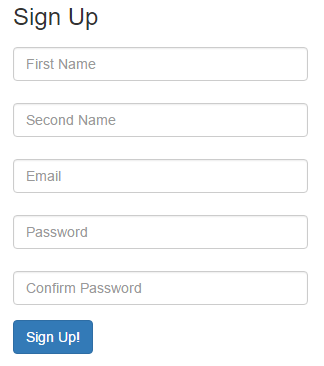 Sign Up
First Name
Second Name
Email
Password
Confirm Password
Sign Up!